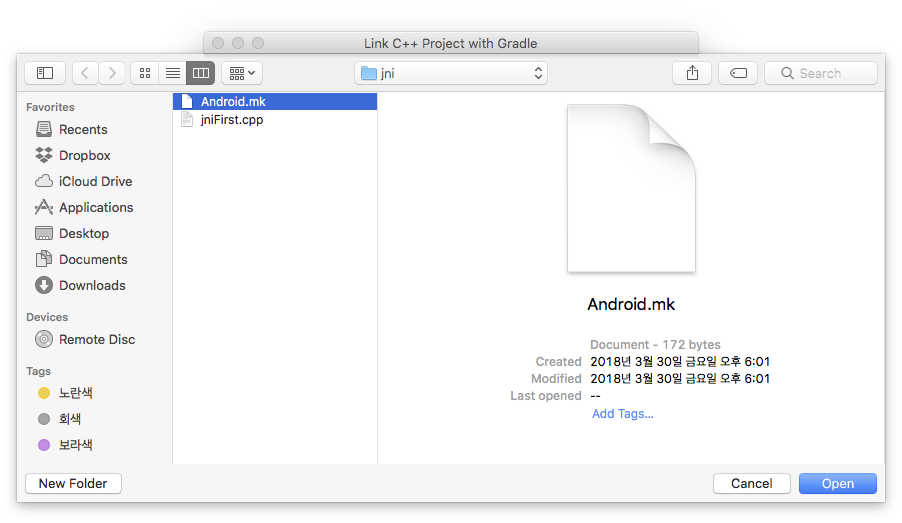 Link C++ Project with Gradle
jni
Search
Favorites
Recents
Dropbox
iCloud Drive
Applications
Desktop
Documents
Downloads
Devices
Remote Disc
Tags
노란색
회색
보라색
Android.mk
jniFirst.cpp
Android.mk
Document - 172 bytes
Created 2018년 3월 30일 금요일 오후 6:01
Modified 2018년 3월 30일 금요일 오후 6:01
Last opened --
Add Tags...
New Folder
Cancel
Open